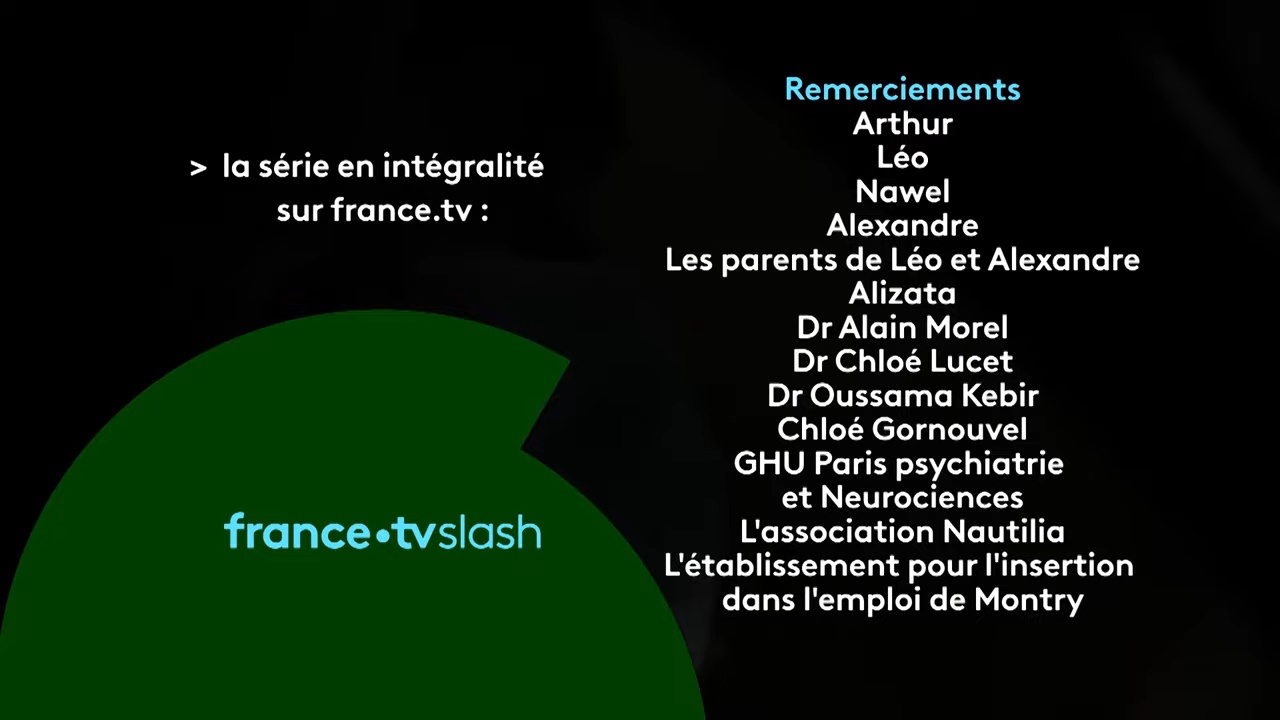 > la série en intégralité
sur france.tv :
france•tvslash
Remerciements
Arthur
Léo
Nawel
Alexandre
Les parents de Léo et Alexandre
Alizata
Dr Alain Morel
Dr Chloé Lucet
Dr Oussama Kebir
Chloé Gornouvel
GHU Paris psychiatrie
et Neurociences
L'association Nautilia
L'établissement pour l'insertion
dans l'emploi de Montry